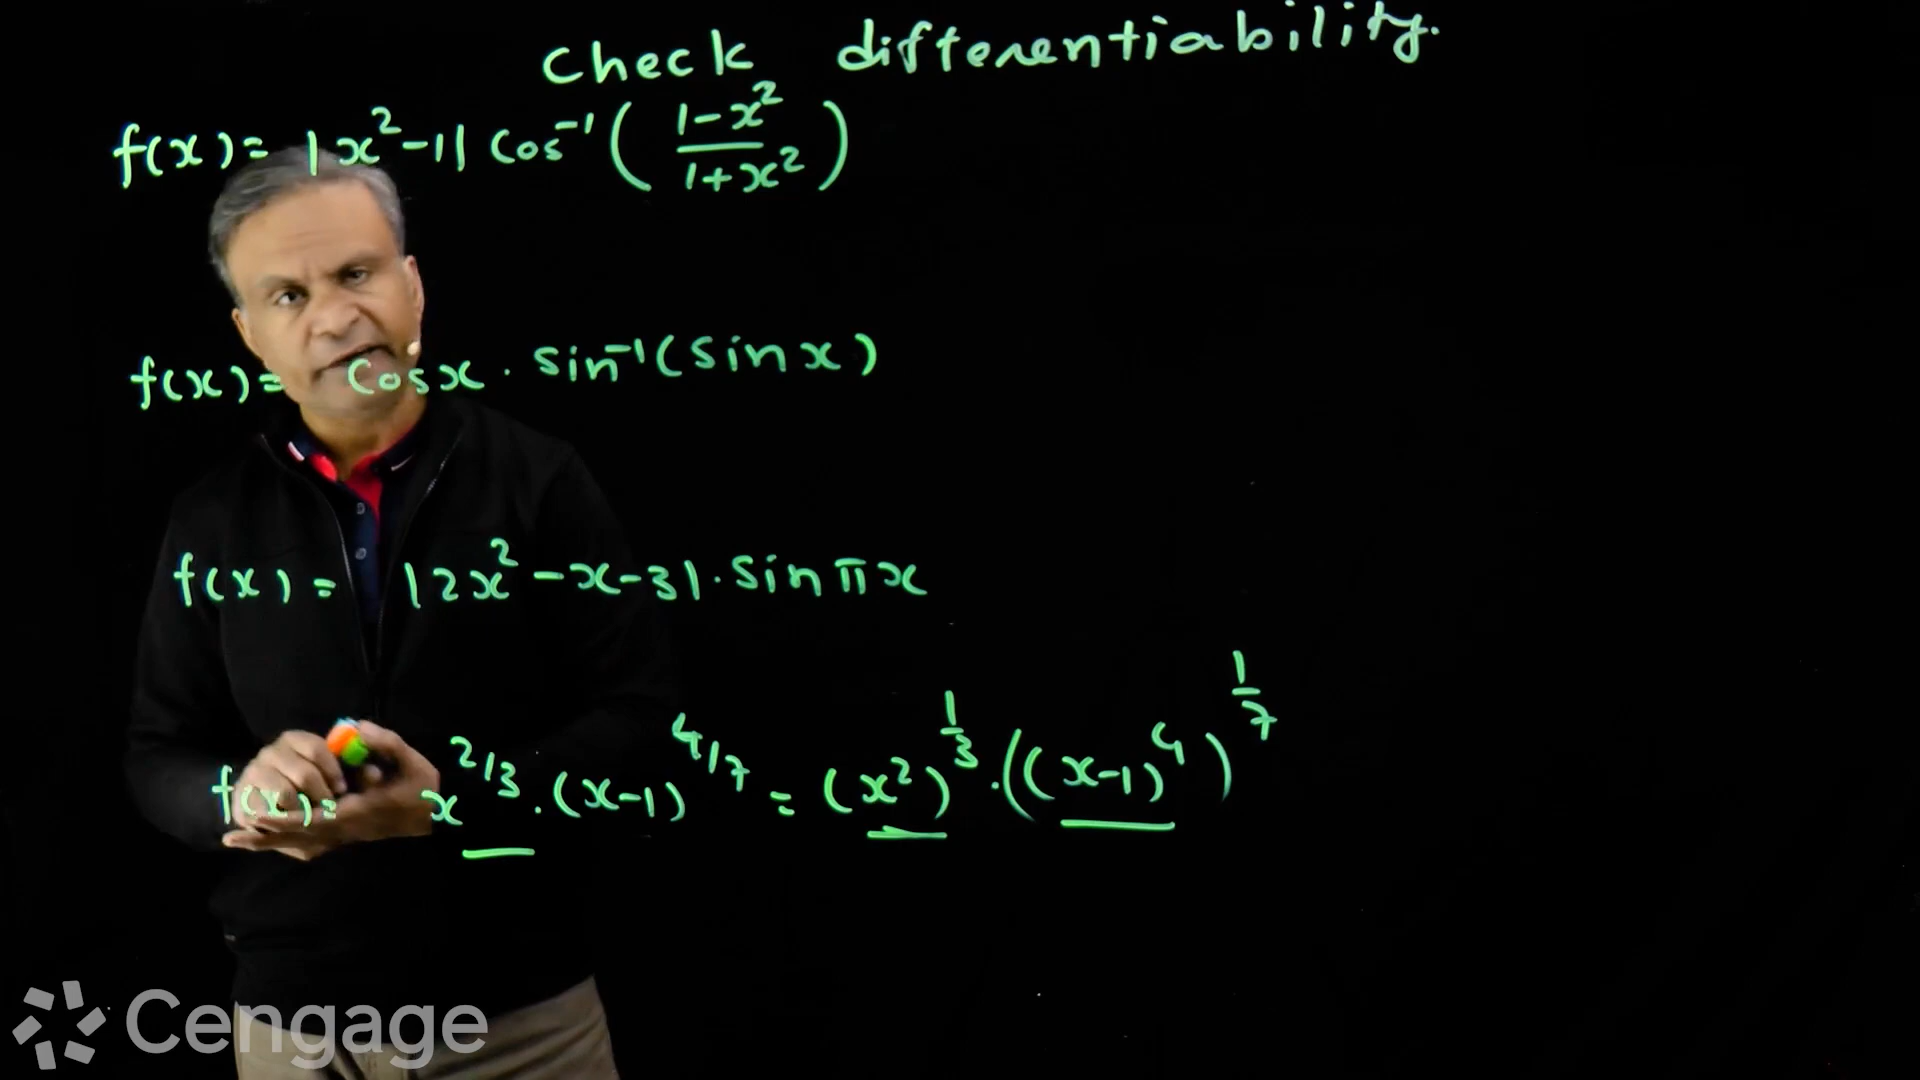 Check differentiability.
f(x) = |x² - 1| Cos⁻¹ ( (1 - x²) / (1 + x²) )
f(x) = Cosx . Sin⁻¹ (Sin x)
f(x) = |2x² - x - 3| . Sin πx
f(x) = x^2/3 . (x-1)^4/7 = (x²)^1/3 . ((x-1)⁴)^1/7
Cengage